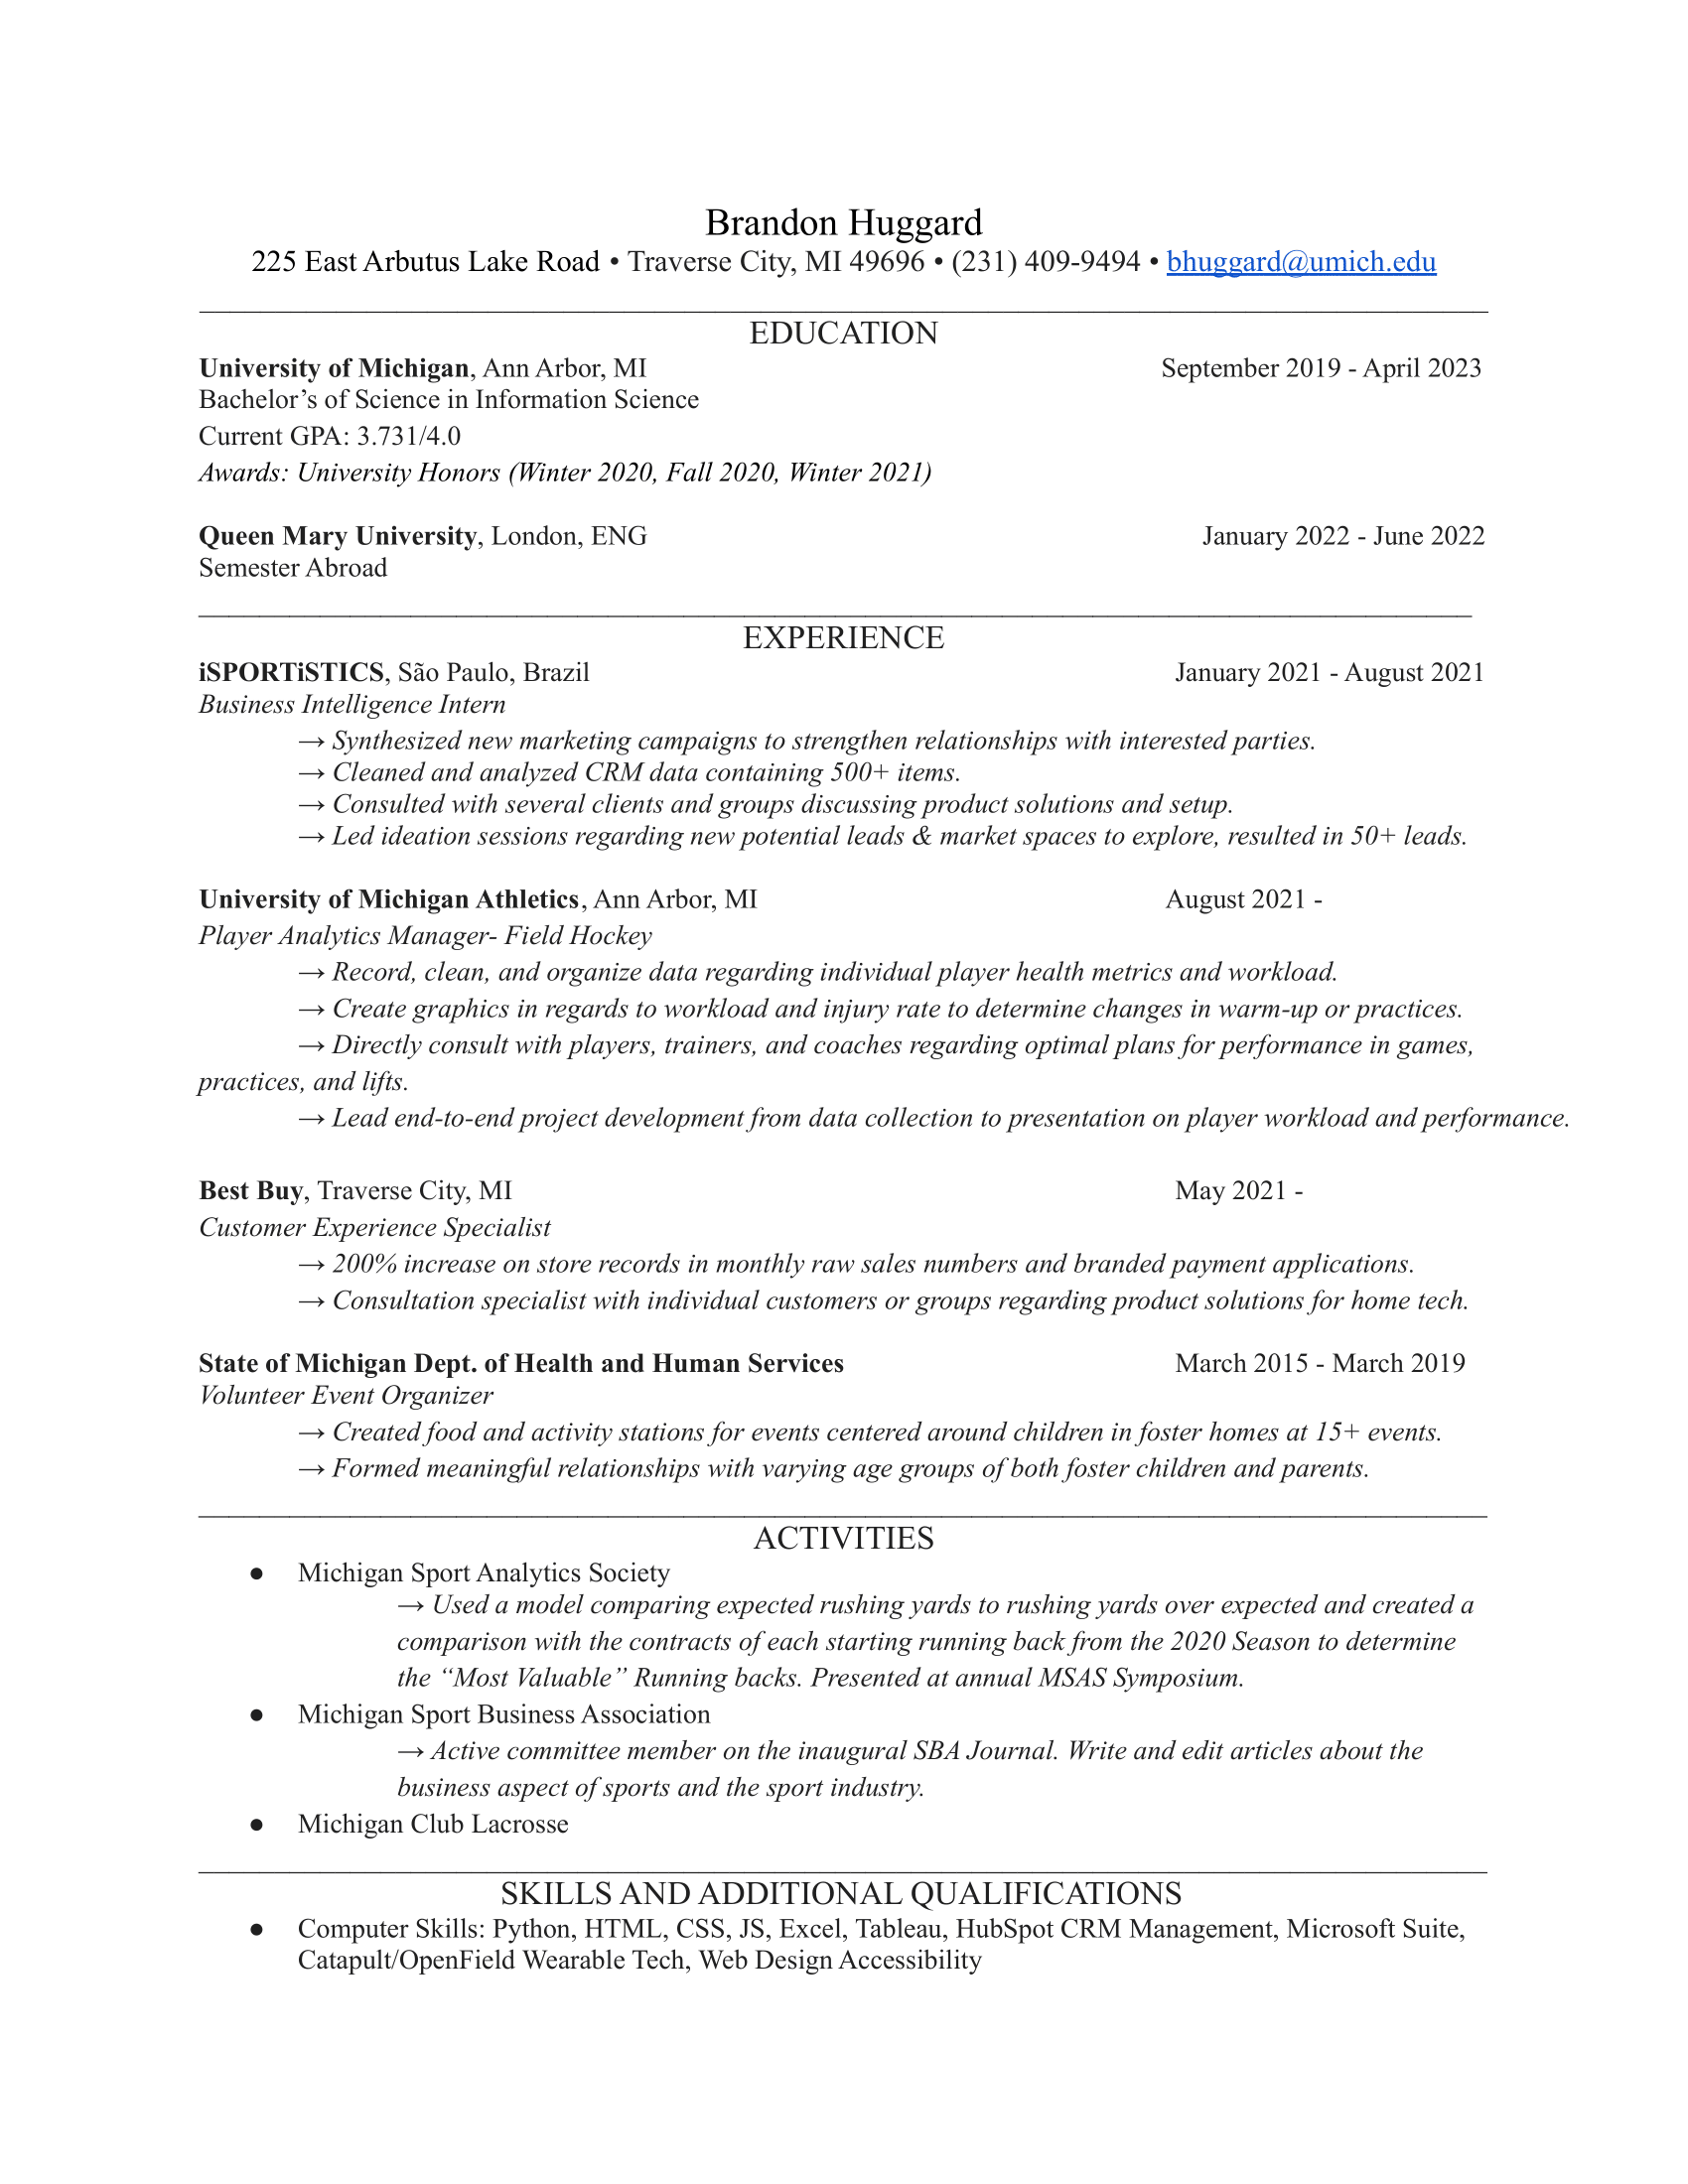 Brandon Huggard
225 East Arbutus Lake Road • Traverse City, MI 49696 • (231) 409-9494 • bhuggard@umich.edu
EDUCATION
University of Michigan, Ann Arbor, MI September 2019 - April 2023
Bachelor’s of Science in Information Science
Current GPA: 3.731/4.0
Awards: University Honors (Winter 2020, Fall 2020, Winter 2021)
Queen Mary University, London, ENG January 2022 - June 2022
Semester Abroad
EXPERIENCE
iSPORTiSTICS, São Paulo, Brazil January 2021 - August 2021
Business Intelligence Intern
→ Synthesized new marketing campaigns to strengthen relationships with interested parties.
→ Cleaned and analyzed CRM data containing 500+ items.
→ Consulted with several clients and groups discussing product solutions and setup.
→ Led ideation sessions regarding new potential leads & market spaces to explore, resulted in 50+ leads.
University of Michigan Athletics, Ann Arbor, MI August 2021 -
Player Analytics Manager- Field Hockey
→ Record, clean, and organize data regarding individual player health metrics and workload.
→ Create graphics in regards to workload and injury rate to determine changes in warm-up or practices.
→ Directly consult with players, trainers, and coaches regarding optimal plans for performance in games,
practices, and lifts.
→ Lead end-to-end project development from data collection to presentation on player workload and performance.
Best Buy, Traverse City, MI May 2021 -
Customer Experience Specialist
→ 200% increase on store records in monthly raw sales numbers and branded payment applications.
→ Consultation specialist with individual customers or groups regarding product solutions for home tech.
State of Michigan Dept. of Health and Human Services March 2015 - March 2019
Volunteer Event Organizer
→ Created food and activity stations for events centered around children in foster homes at 15+ events.
→ Formed meaningful relationships with varying age groups of both foster children and parents.
ACTIVITIES
● Michigan Sport Analytics Society
→ Used a model comparing expected rushing yards to rushing yards over expected and created a
comparison with the contracts of each starting running back from the 2020 Season to determine
the “Most Valuable” Running backs. Presented at annual MSAS Symposium.
● Michigan Sport Business Association
→ Active committee member on the inaugural SBA Journal. Write and edit articles about the
business aspect of sports and the sport industry.
● Michigan Club Lacrosse
SKILLS AND ADDITIONAL QUALIFICATIONS
● Computer Skills: Python, HTML, CSS, JS, Excel, Tableau, HubSpot CRM Management, Microsoft Suite,
Catapult/OpenField Wearable Tech, Web Design Accessibility